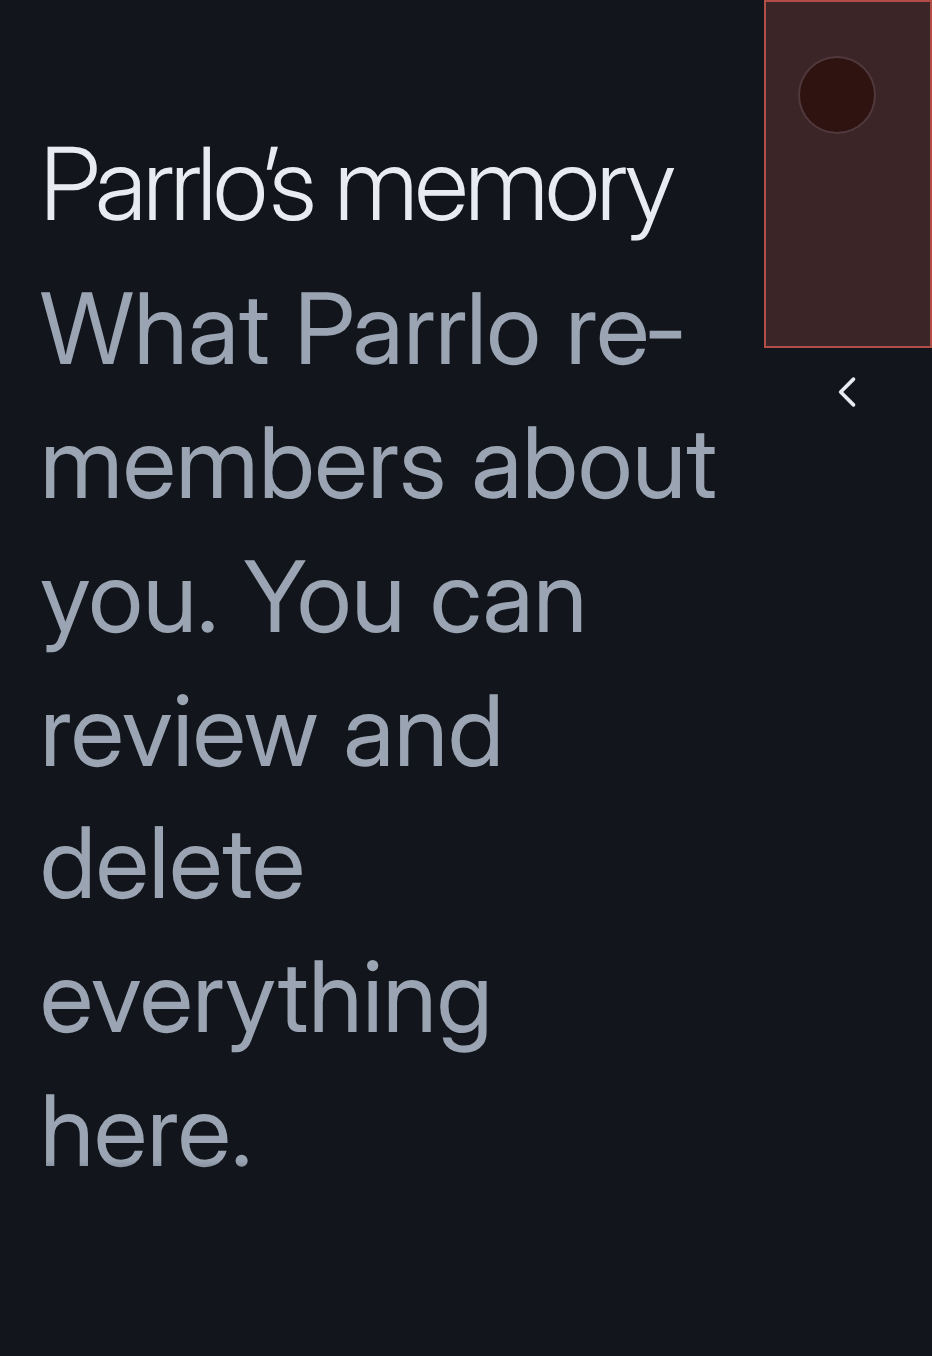 Parrlo’s memory
What Parrlo re-
members about
you. You can
review and
delete
everything
here.